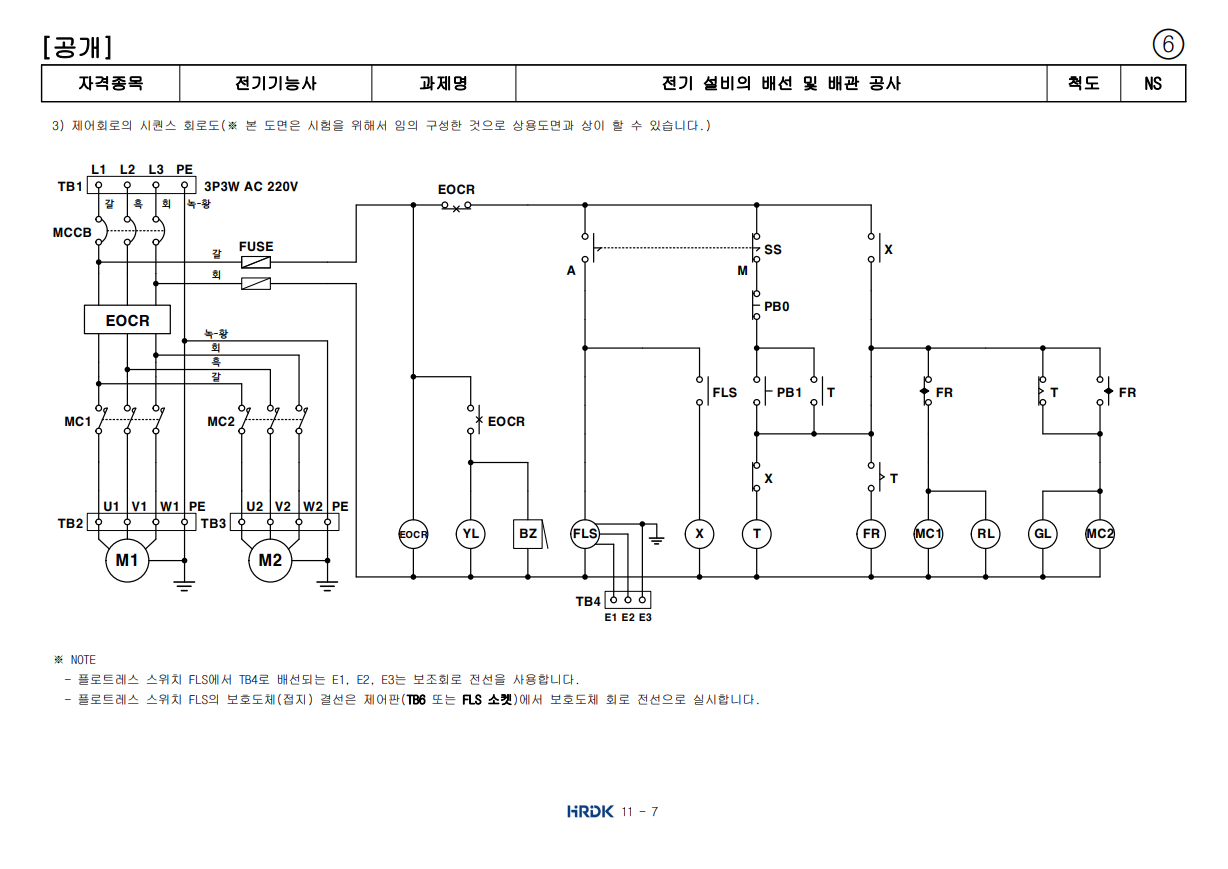 [공개]
6
자격종목 전기기능사 과제명 전기 설비의 배선 및 배관 공사 척도 NS
3) 제어회로의 시퀀스 회로도(※ 본 도면은 시험을 위해서 임의 구성한 것으로 상용도면과 상이 할 수 있습니다.)
L1 L2 L3 PE
TB1 3P3W AC 220V
갈 흑 회 녹-황
EOCR
MCCB
FUSE
갈
회
A M SS X
PB0
EOCR
녹-황
회
흑
갈
FLS PB1 T FR T FR
MC1 MC2 EOCR
X T
U1 V1 W1 PE U2 V2 W2 PE
TB2 TB3
EOCR YL BZ FLS X T FR MC1 RL GL MC2
M1 M2
TB4
E1 E2 E3
※ NOTE
- 플로트레스 스위치 FLS에서 TB4로 배선되는 E1, E2, E3는 보조회로 전선을 사용합니다.
- 플로트레스 스위치 FLS의 보호도체(접지) 결선은 제어판(TB6 또는 FLS 소켓)에서 보호도체 회로 전선으로 실시합니다.
HRDK 11 - 7